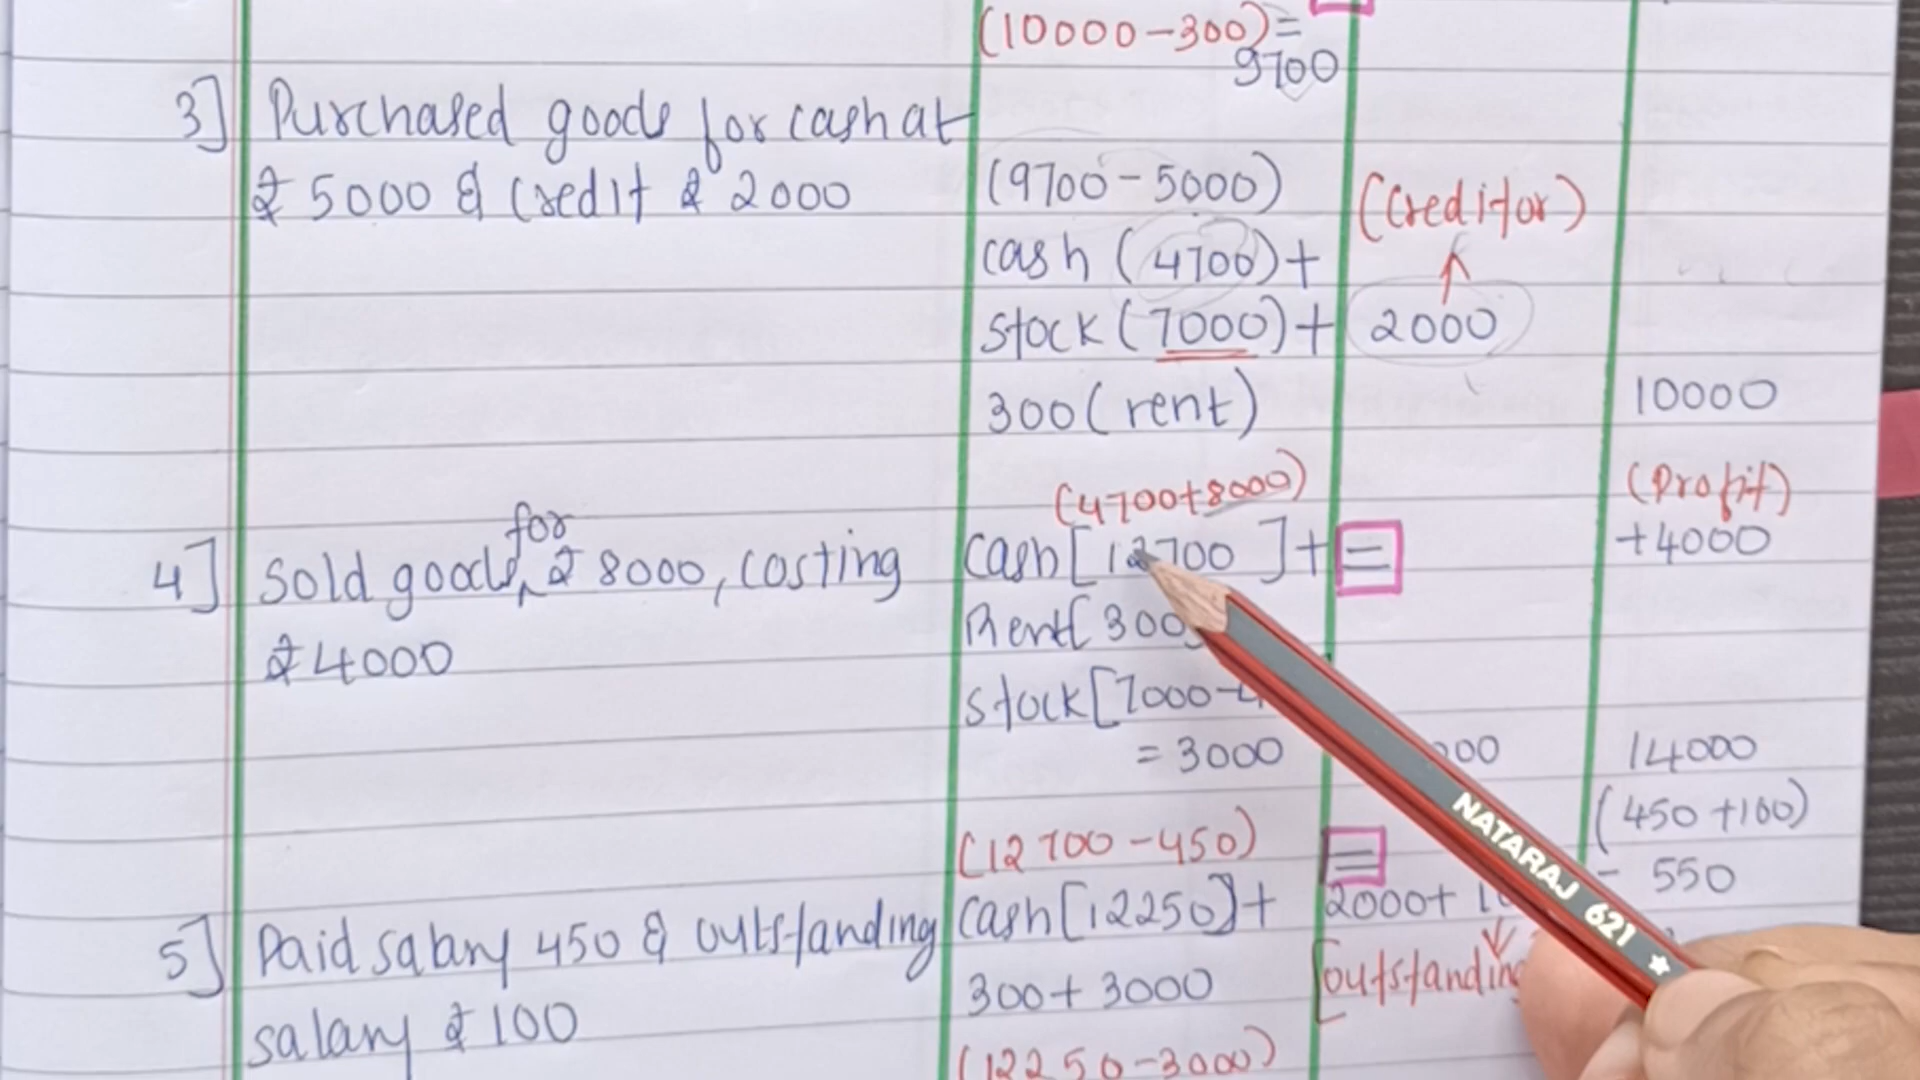 (10000-300)=
9700
3] Purchased goods for cash at
₹ 5000 & Credit ₹ 2000
(9700-5000)
cash (4700)+
stock (7000)+
300 (rent)
(Creditor)
2000
10000
4] Sold goods for ₹ 8000, costing
₹ 4000
(4700+8000)
Cash [12700]+
=
(Profit)
+4000
Rent[300
stock [7000-
= 3000
14000
5] Paid salary 450 & outstanding
salary ₹ 100
(12700-450)
Cash [12250]+
300+3000
=
2000+
[outstanding
(450+100)
- 550
(12250-3000)
NATARAJ 621